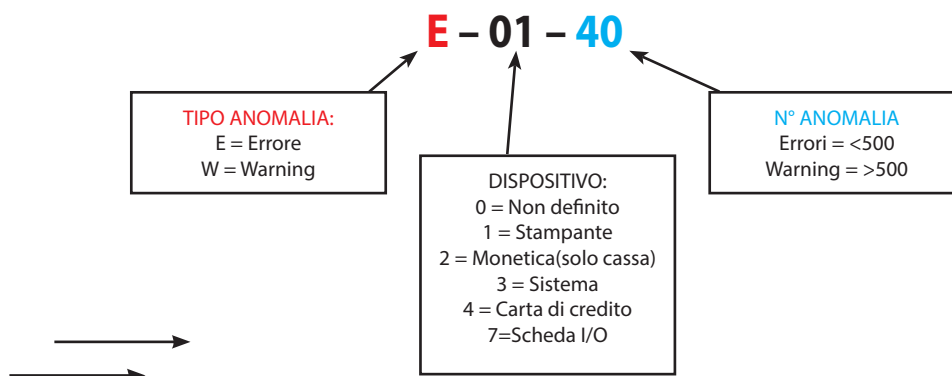 E – 01 – 40
TIPO ANOMALIA:
E = Errore
W = Warning
DISPOSITIVO:
0 = Non definito
1 = Stampante
2 = Monetica(solo cassa)
3 = Sistema
4 = Carta di credito
7=Scheda I/O
N° ANOMALIA
Errori = <500
Warning = >500